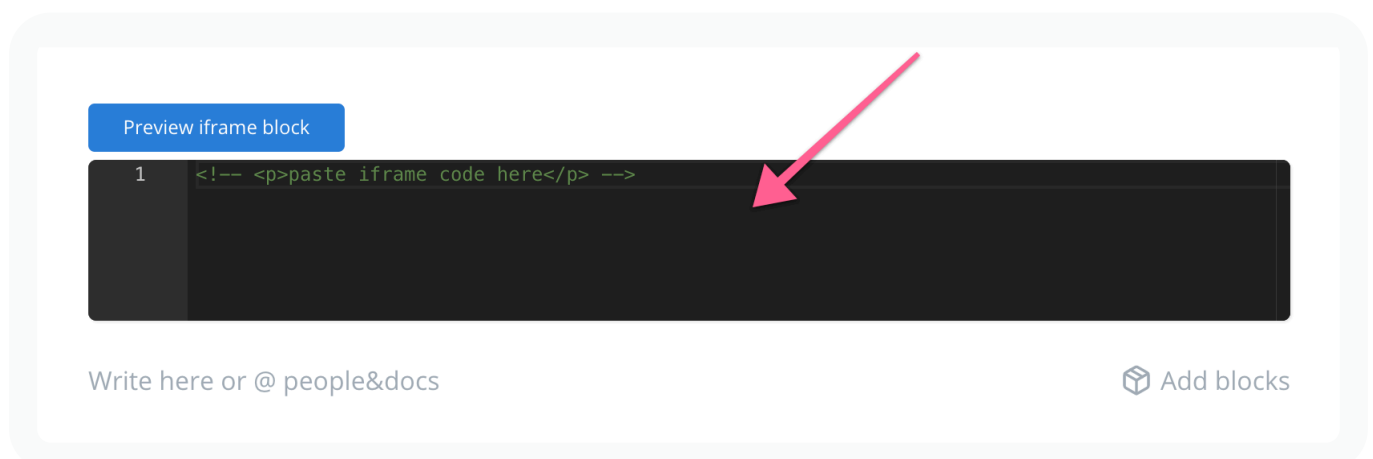 Preview iframe block
1 <!-- <p>paste iframe code here</p> -->
Write here or @ people&docs
Add blocks